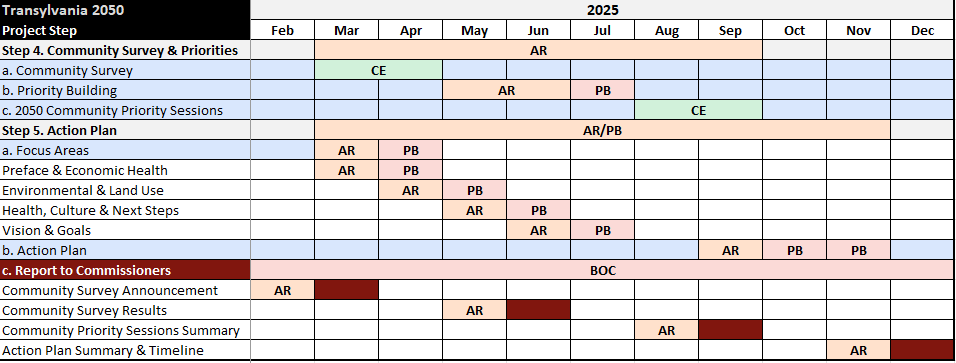 Transylvania 2050 2025
Project Step Feb Mar Apr May Jun Jul Aug Sep Oct Nov Dec
Step 4. Community Survey & Priorities AR
a. Community Survey CE
b. Priority Building AR PB
c. 2050 Community Priority Sessions CE
Step 5. Action Plan AR/PB
a. Focus Areas AR PB
Preface & Economic Health AR PB
Environmental & Land Use AR PB
Health, Culture & Next Steps AR PB
Vision & Goals AR PB
b. Action Plan AR PB PB
c. Report to Commissioners BOC
Community Survey Announcement AR
Community Survey Results AR
Community Priority Sessions Summary AR
Action Plan Summary & Timeline AR